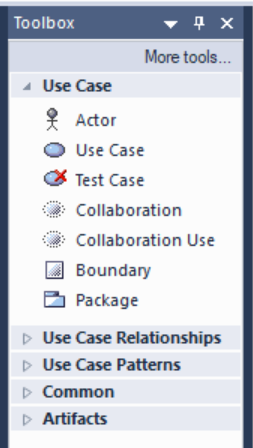 Toolbox
More tools...
Use Case
Actor
Use Case
Test Case
Collaboration
Collaboration Use
Boundary
Package
Use Case Relationships
Use Case Patterns
Common
Artifacts